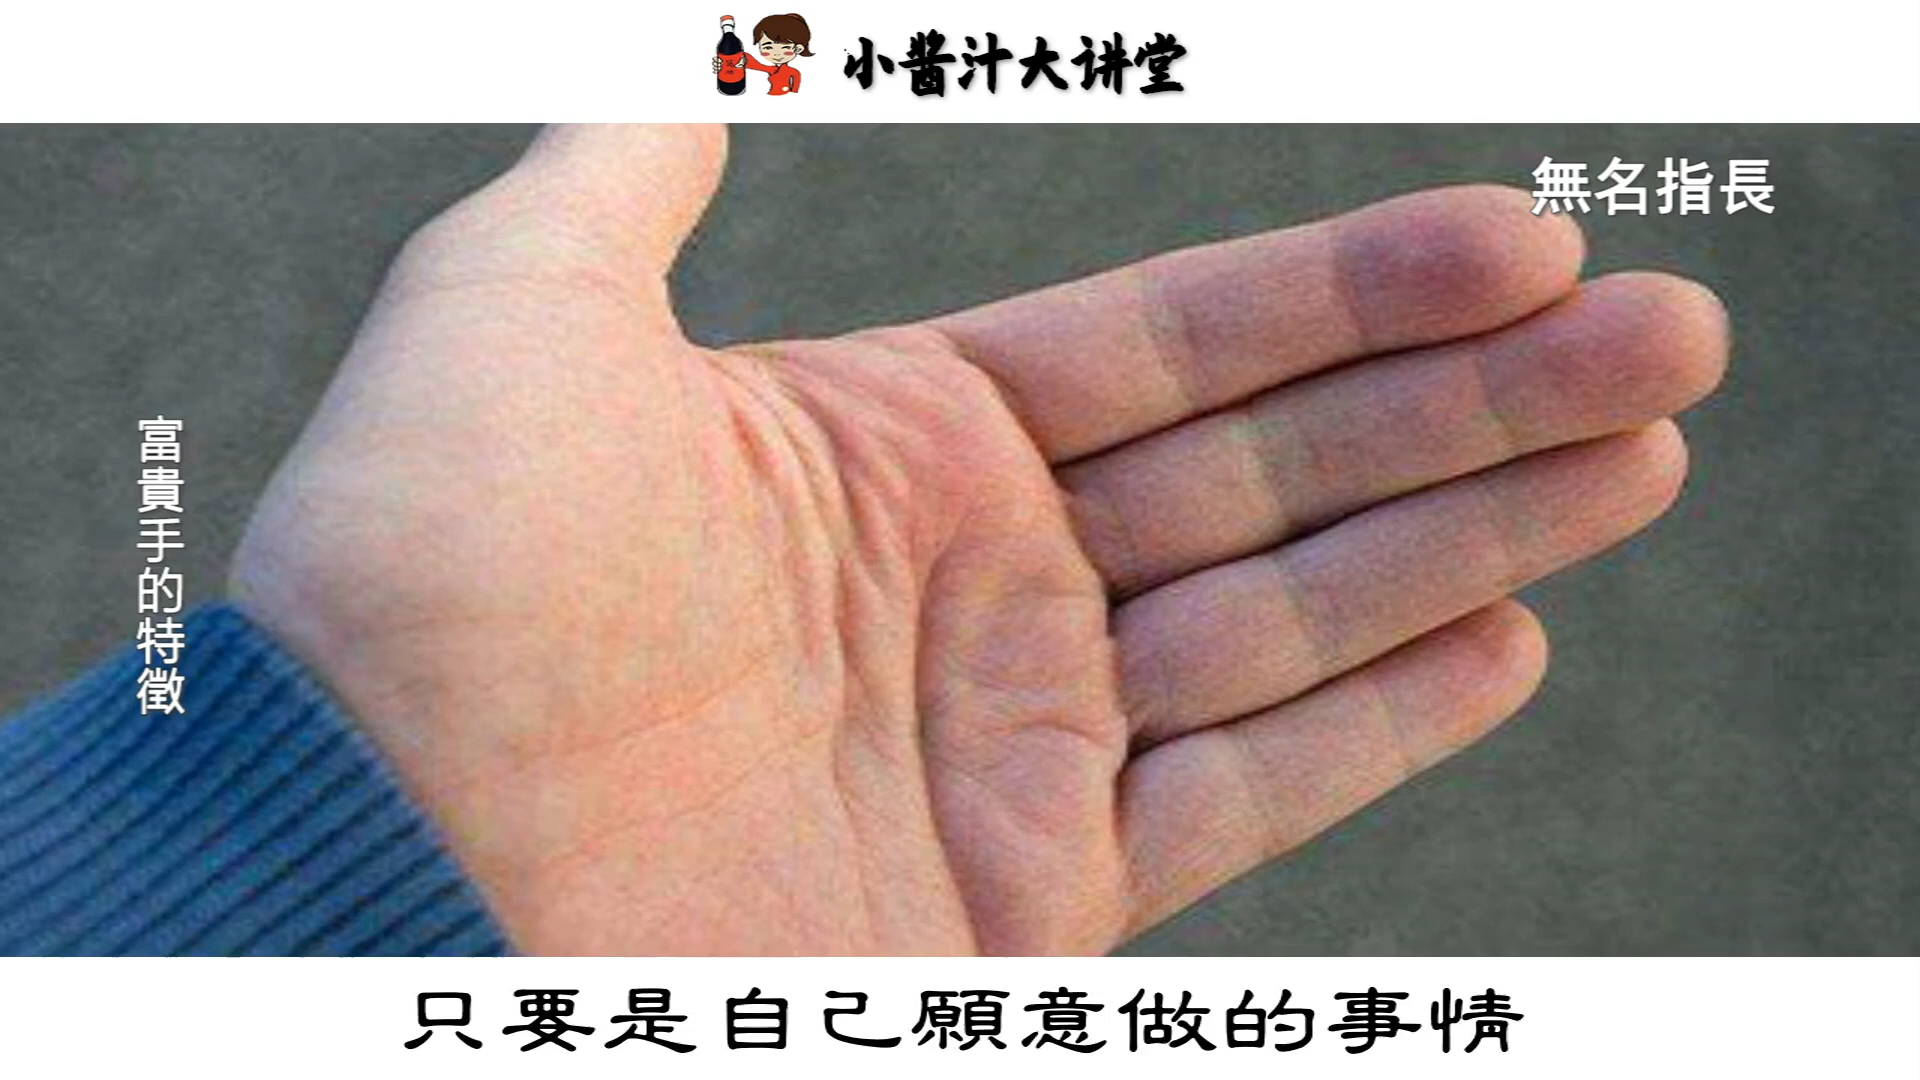 小酱汁大讲堂
無名指長
富貴手的特徵
只要是自己願意做的事情